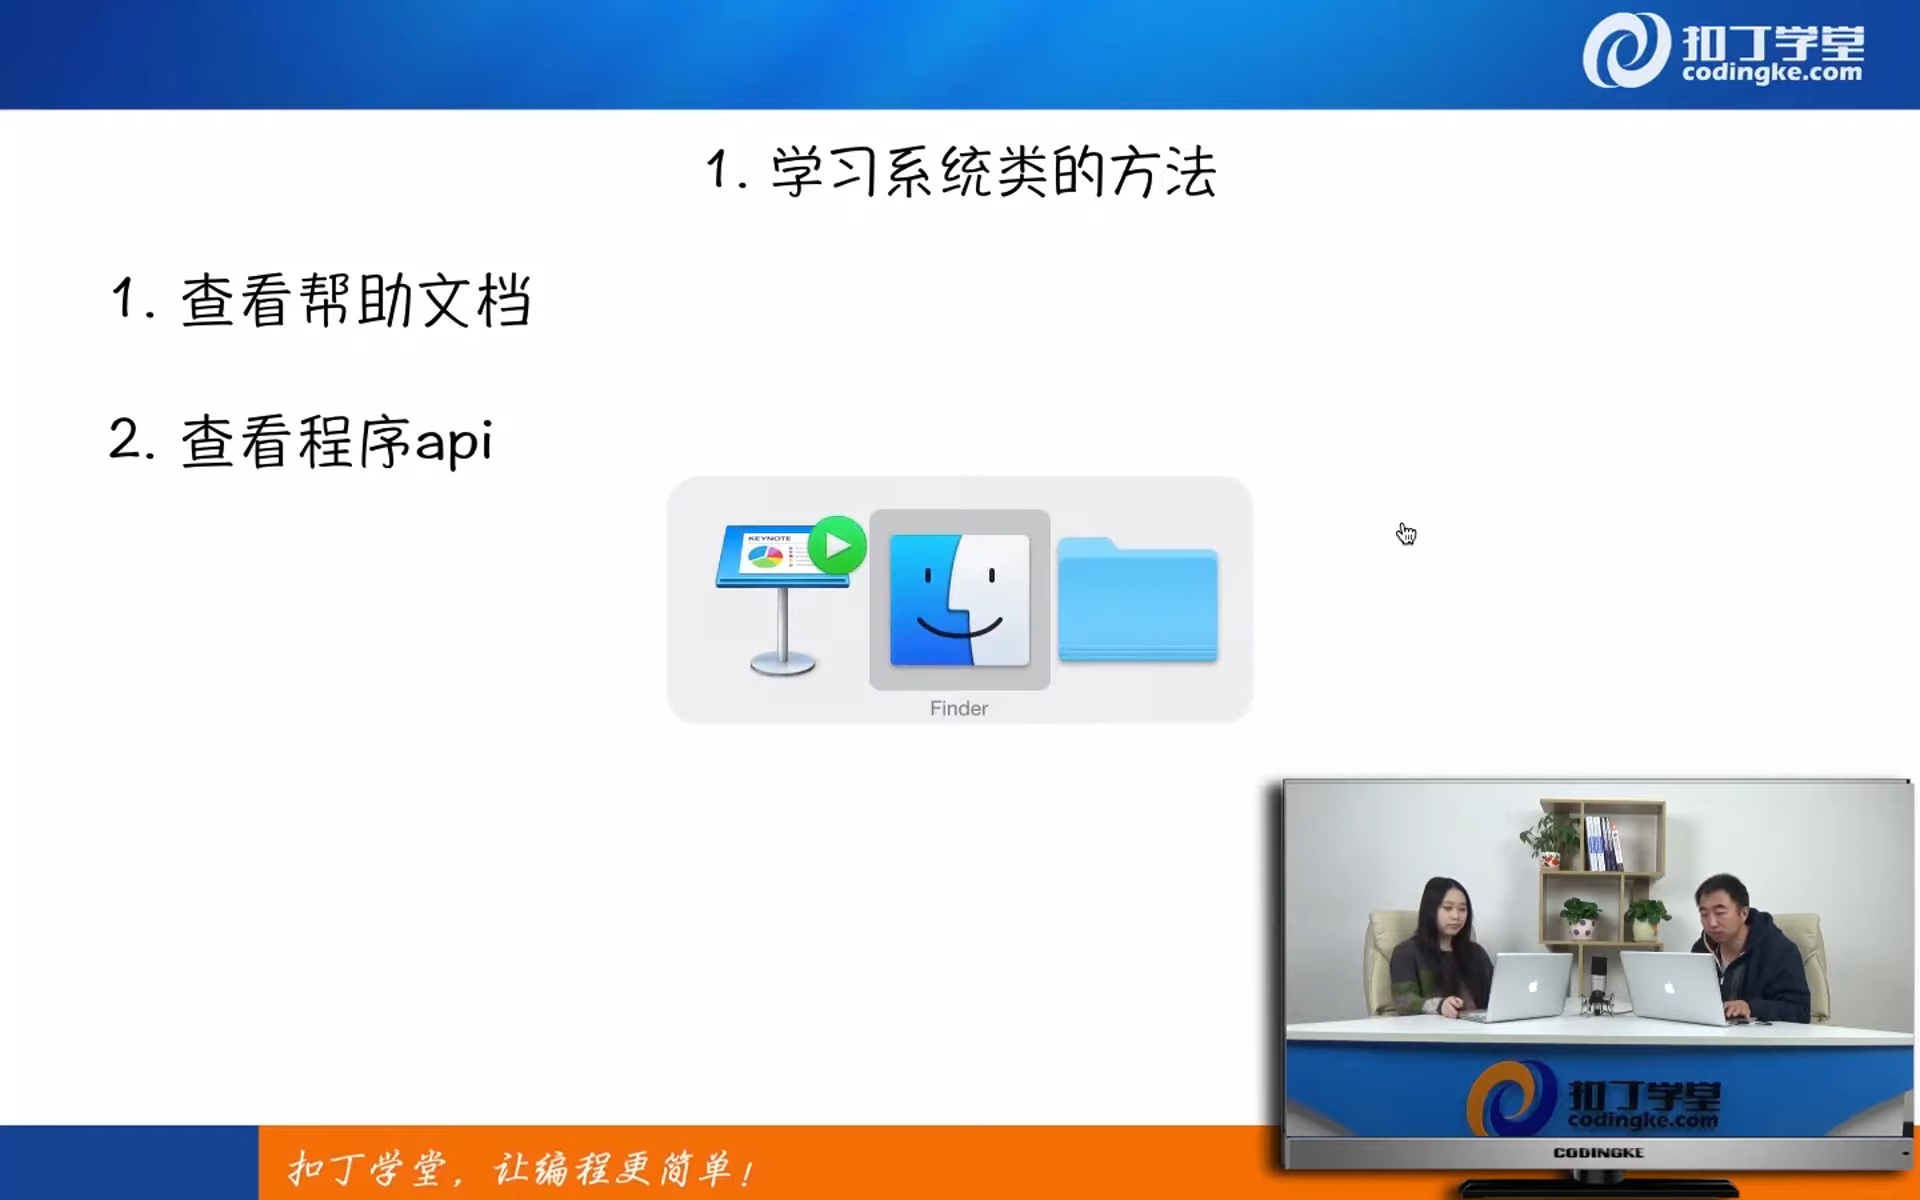 扣丁学堂
codingke.com
1. 学习系统类的方法
1. 查看帮助文档
2. 查看程序api
KEYNOTE
Finder
扣丁学堂
codingke.com
CODINGKE
扣丁学堂，让编程更简单！